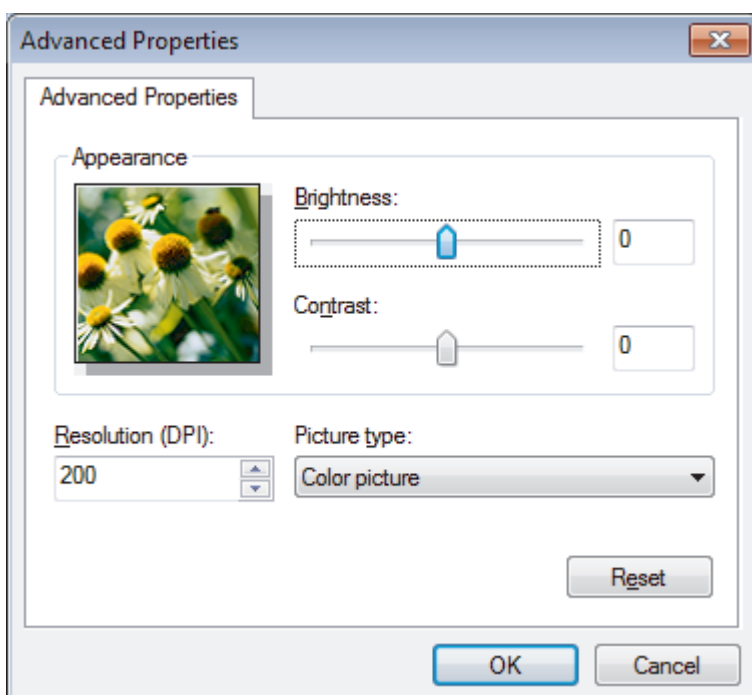 Advanced Properties
Advanced Properties
Appearance
Brightness:
0
Contrast:
0
Resolution (DPI):
Picture type:
200
Color picture
Reset
OK
Cancel